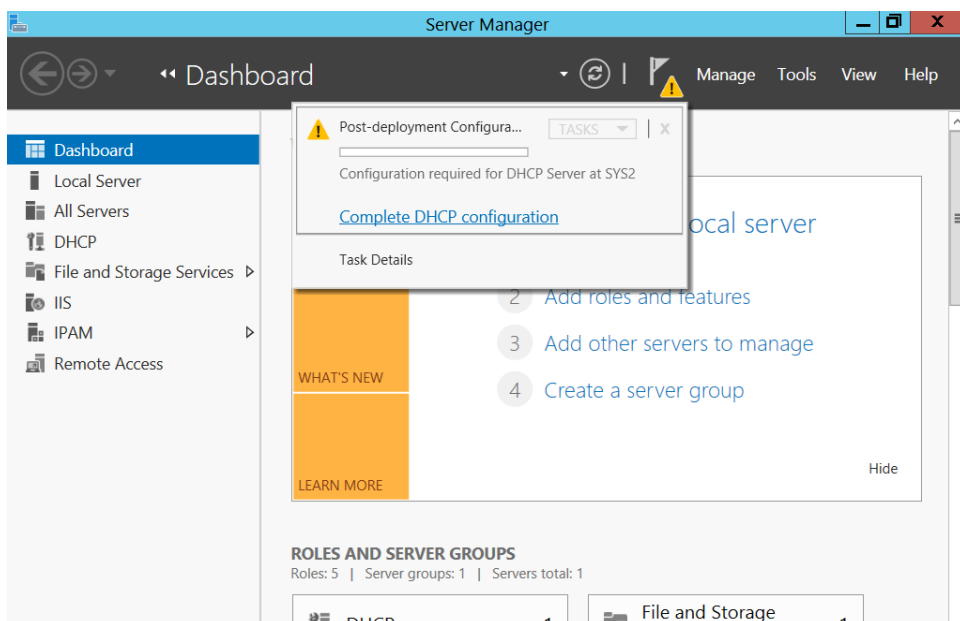 Server Manager
Dashboard
Manage Tools View Help
Post-deployment Configura...
TASKS
Configuration required for DHCP Server at SYS2
Complete DHCP configuration
Task Details
Dashboard
Local Server
All Servers
DHCP
File and Storage Services
IIS
IPAM
Remote Access
ocal server
2 Add roles and features
3 Add other servers to manage
4 Create a server group
WHAT'S NEW
LEARN MORE
Hide
ROLES AND SERVER GROUPS
Roles: 5 | Server groups: 1 | Servers total: 1
DHCP 1
File and Storage 1